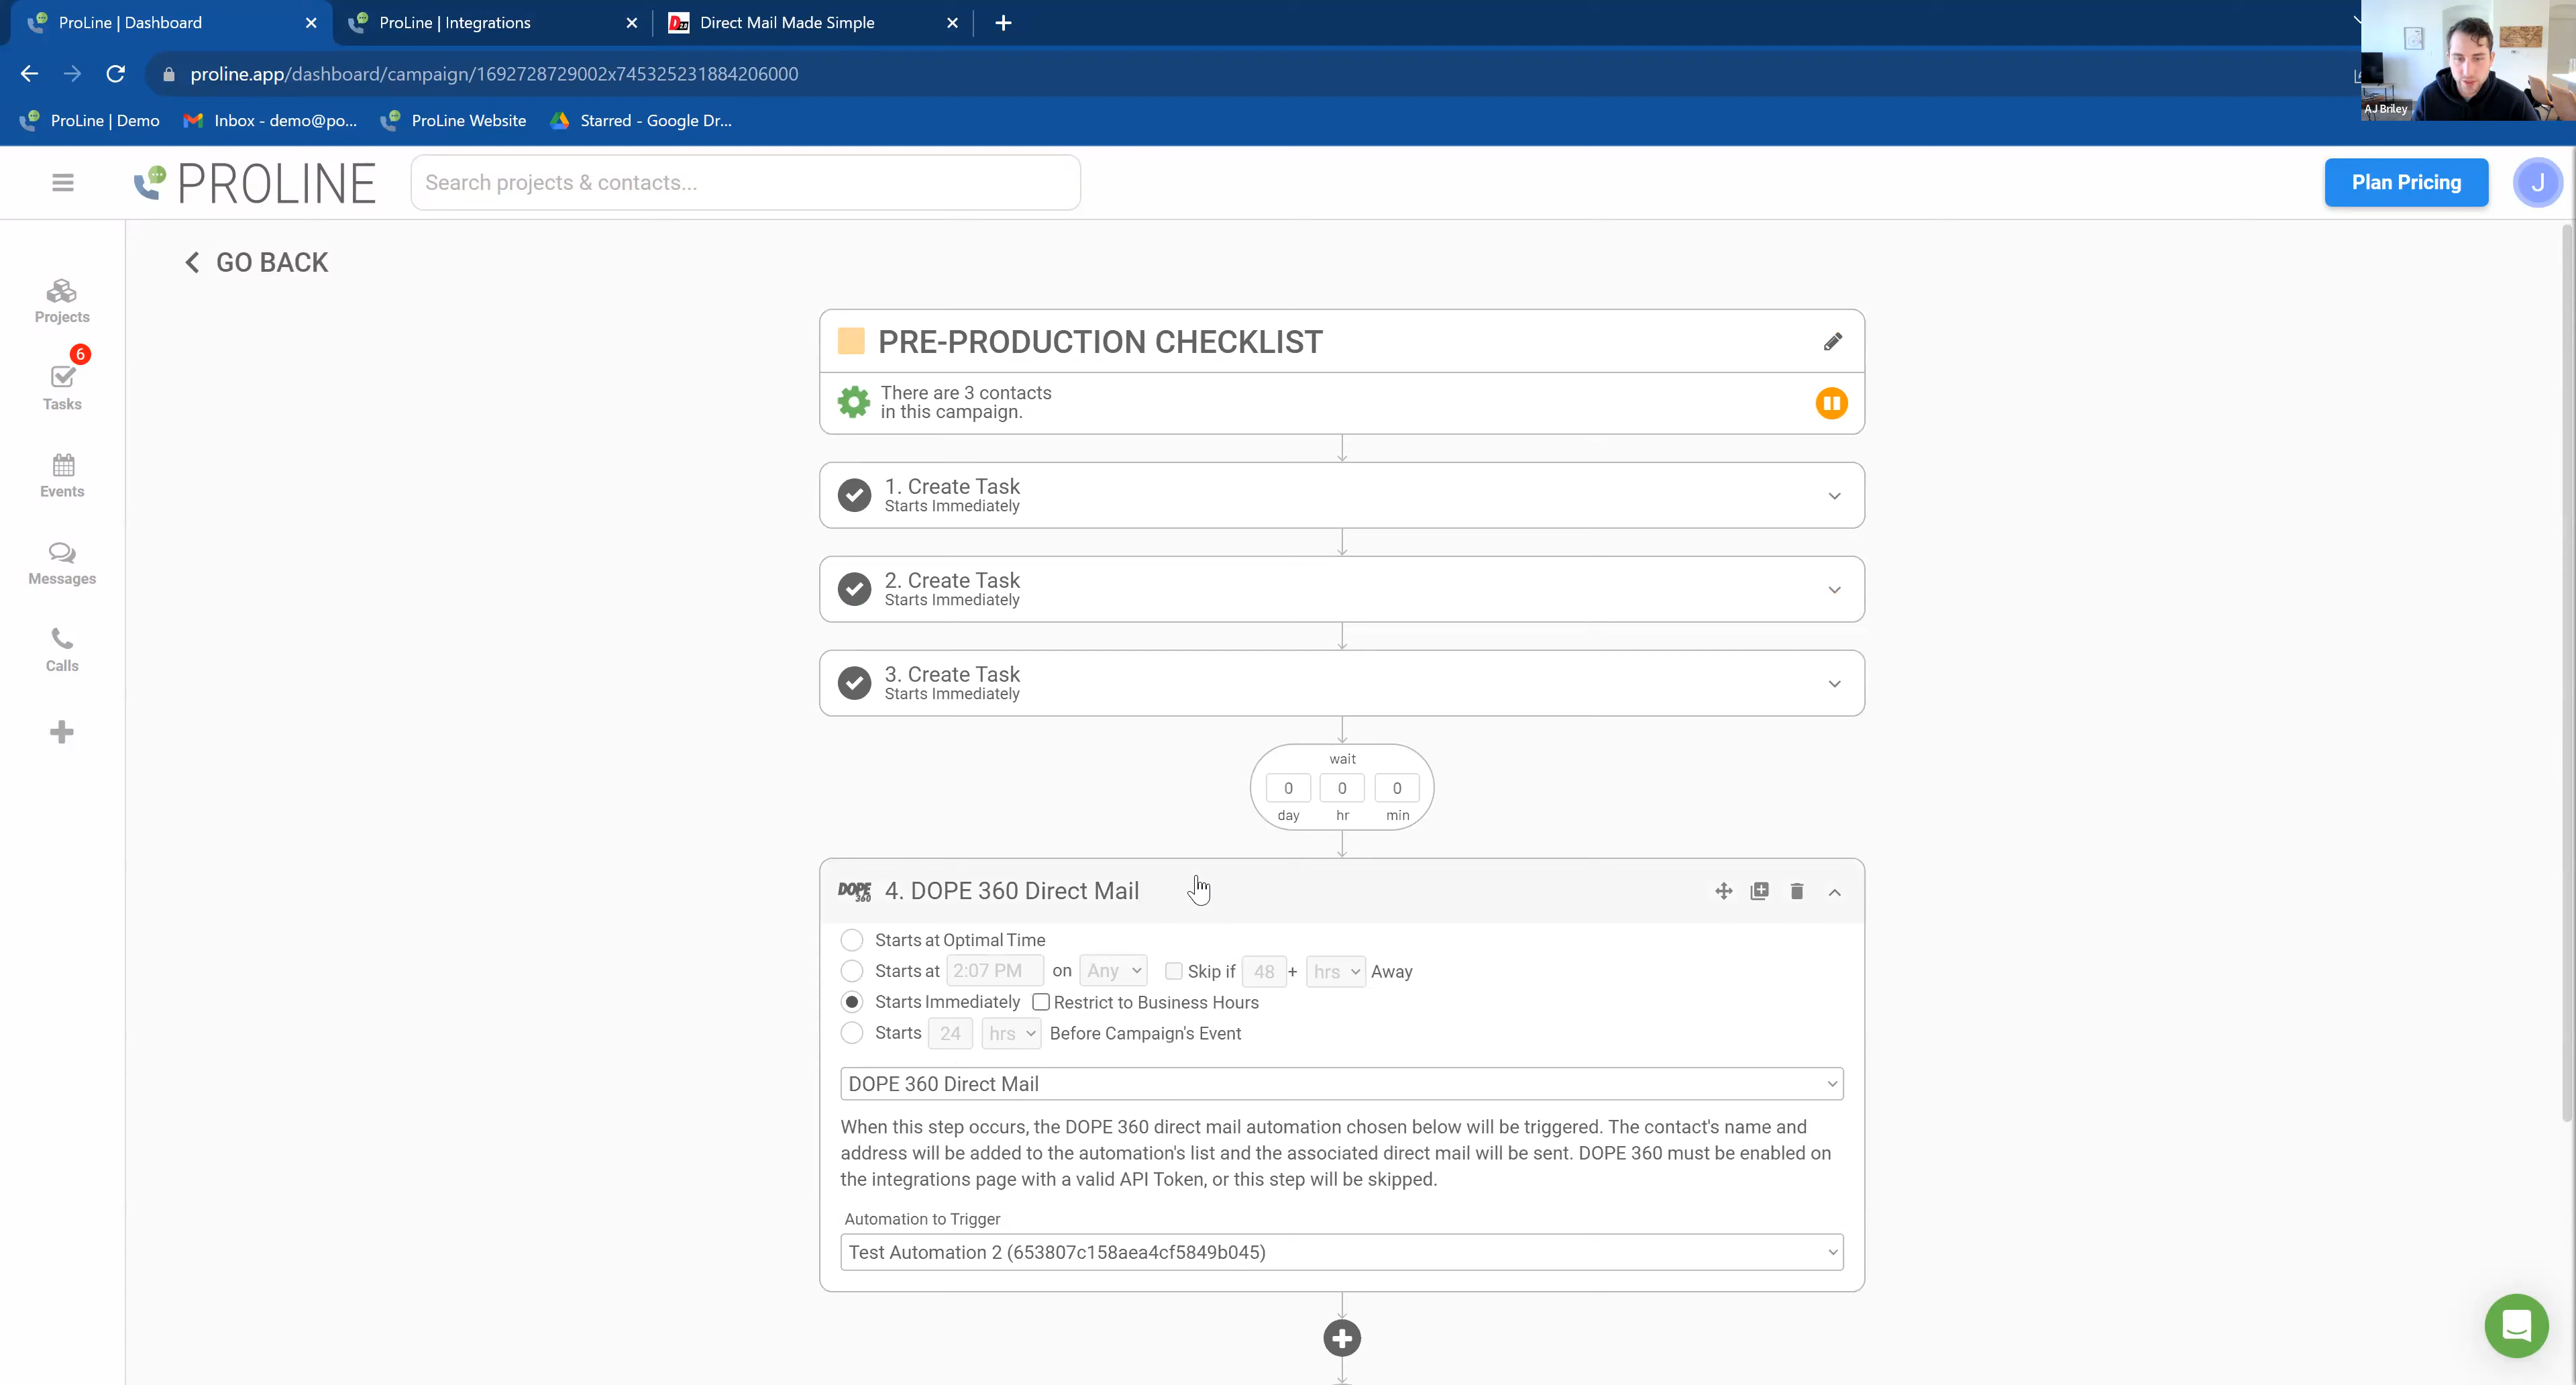 ProLine | Dashboard
ProLine | Integrations
Direct Mail Made Simple
proline.app/dashboard/campaign/1692728729002x745325231884206000
ProLine | Demo
Inbox - demo@po...
ProLine Website
Starred - Google Dr...
AJ Briley
PROLINE
Search projects & contacts...
Plan Pricing
J
GO BACK
Projects
6
Tasks
Events
Messages
Calls
PRE-PRODUCTION CHECKLIST
There are 3 contacts
in this campaign.
1. Create Task
Starts Immediately
2. Create Task
Starts Immediately
3. Create Task
Starts Immediately
wait
0 0 0
day hr min
DOPE 360
4. DOPE 360 Direct Mail
Starts at Optimal Time
Starts at 2:07 PM on Any Skip if 48 + hrs Away
Starts Immediately Restrict to Business Hours
Starts 24 hrs Before Campaign's Event
DOPE 360 Direct Mail
When this step occurs, the DOPE 360 direct mail automation chosen below will be triggered. The contact's name and
address will be added to the automation's list and the associated direct mail will be sent. DOPE 360 must be enabled on
the integrations page with a valid API Token, or this step will be skipped.
Automation to Trigger
Test Automation 2 (653807c158aea4cf5849b045)